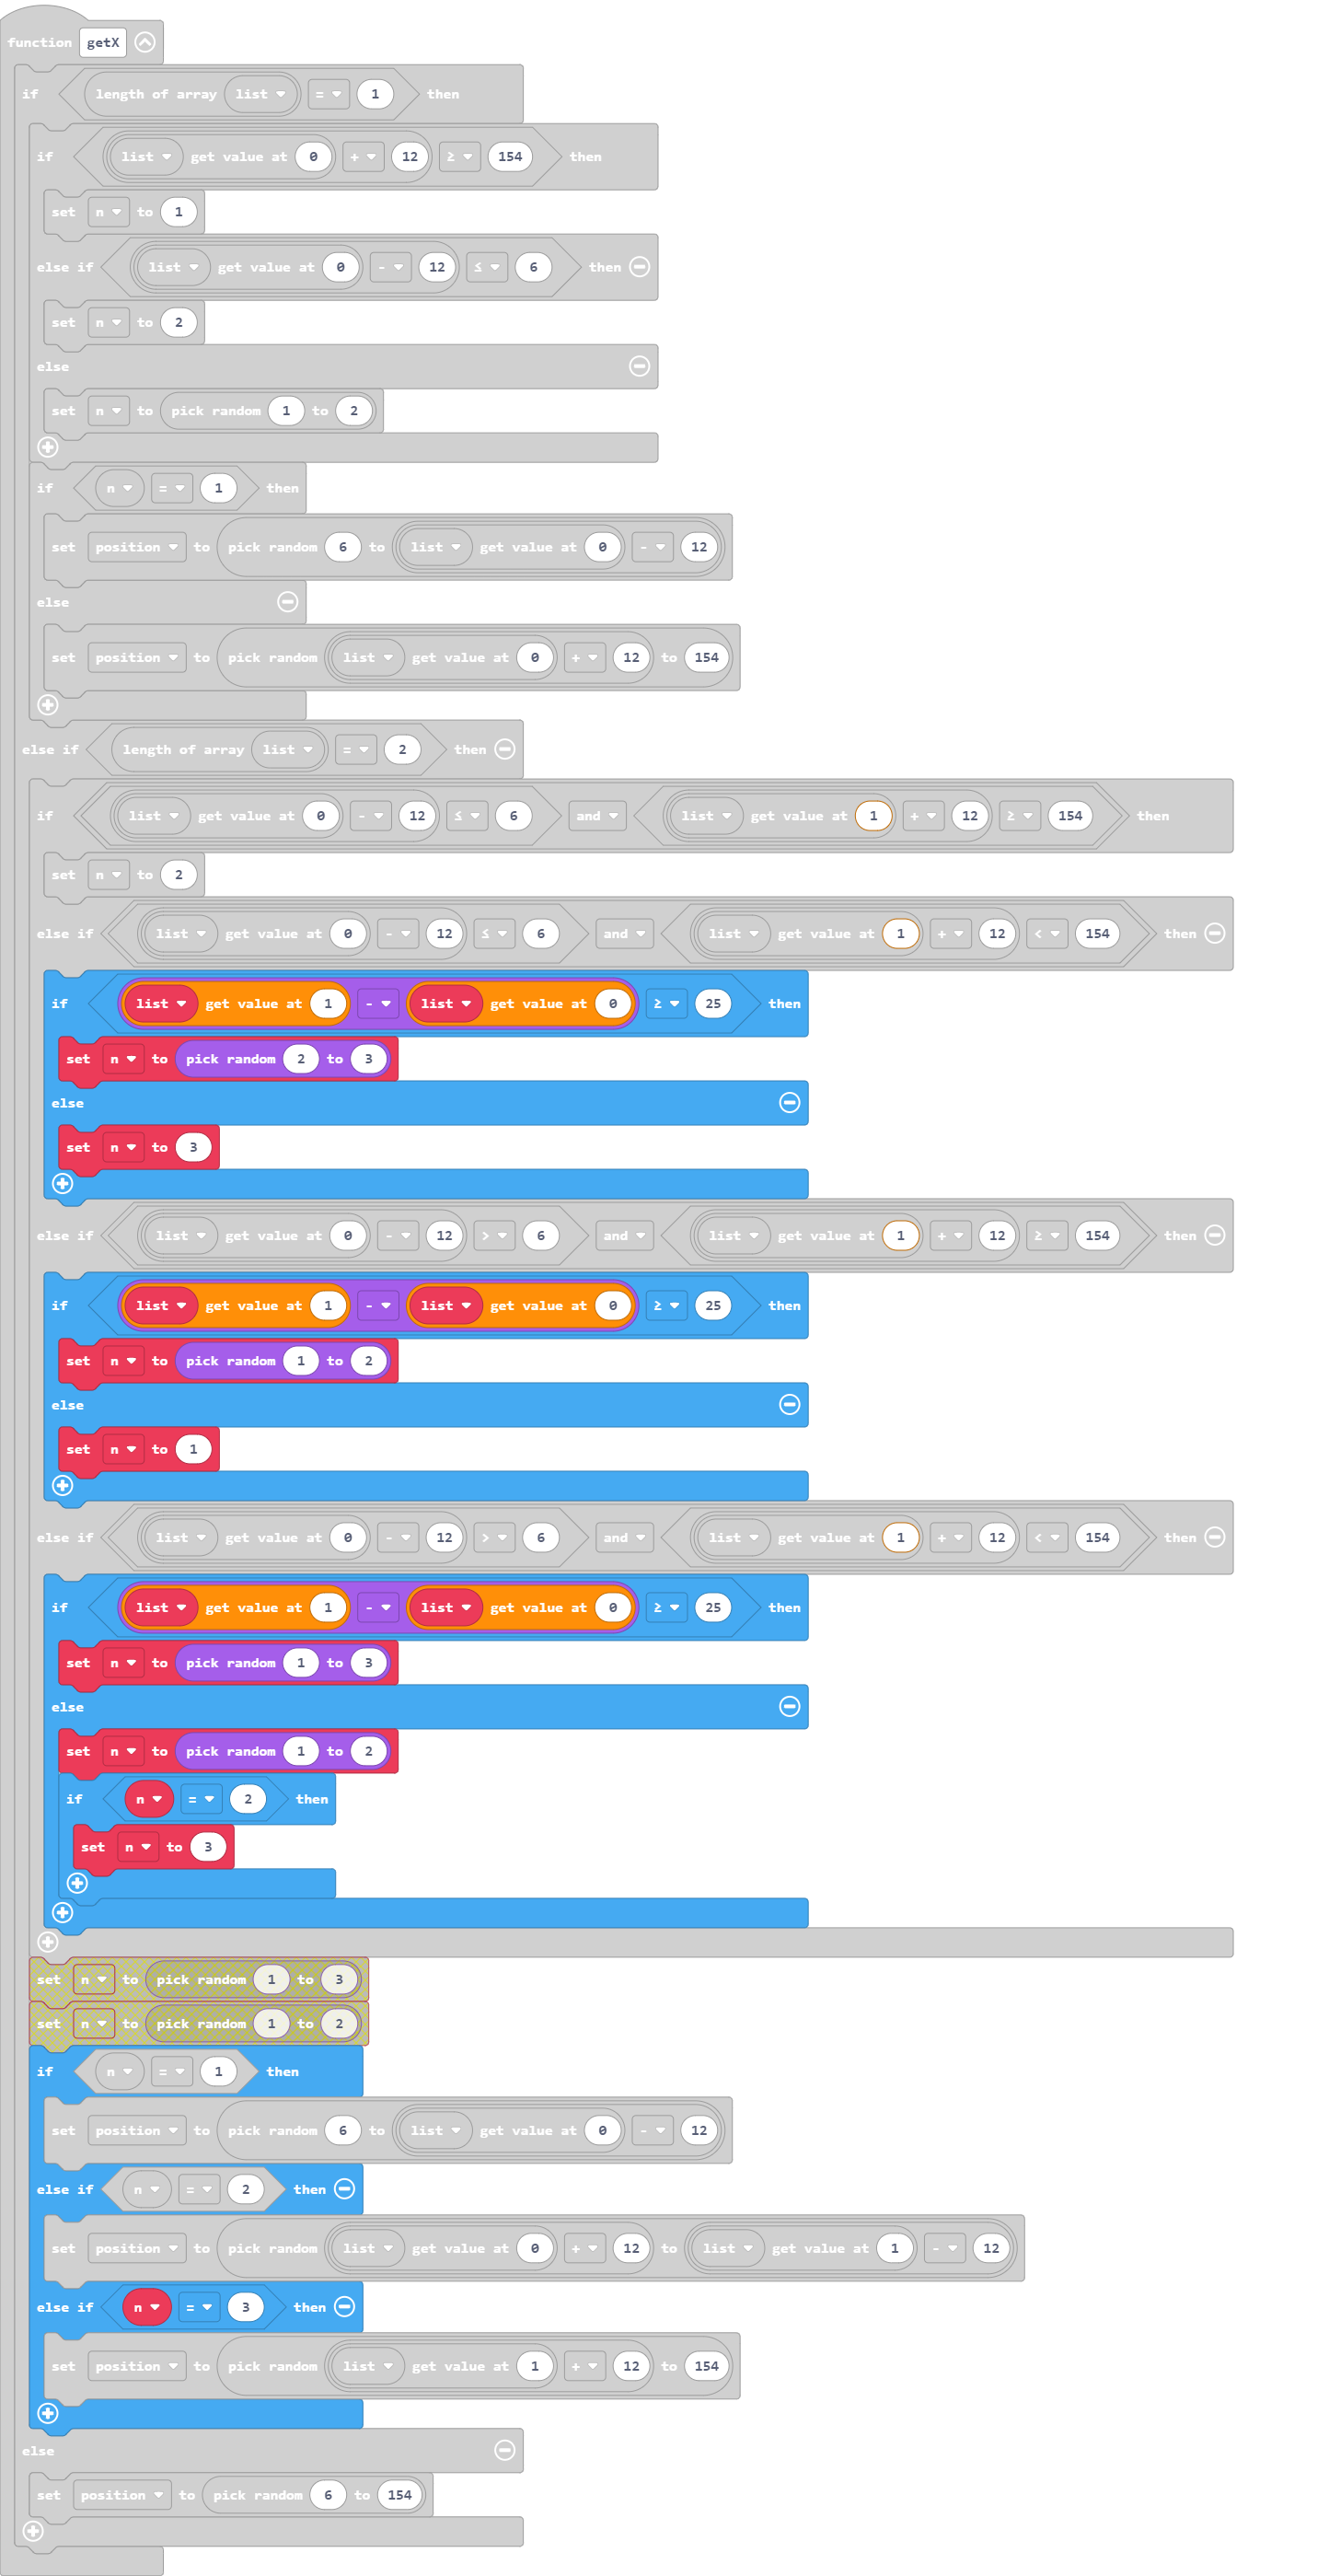 function getX
if length of array list = 1 then
if list get value at 0 + 12 ≥ 154 then
set n to 1
else if list get value at 0 - 12 ≤ 6 then
set n to 2
else
set n to pick random 1 to 2
if n = 1 then
set position to pick random 6 to list get value at 0 - 12
else
set position to pick random list get value at 0 + 12 to 154
else if length of array list = 2 then
if list get value at 0 - 12 ≤ 6 and list get value at 1 + 12 ≥ 154 then
set n to 2
else if list get value at 0 - 12 ≤ 6 and list get value at 1 + 12 < 154 then
if list get value at 1 - list get value at 0 ≥ 25 then
set n to pick random 2 to 3
else
set n to 3
else if list get value at 0 - 12 > 6 and list get value at 1 + 12 ≥ 154 then
if list get value at 1 - list get value at 0 ≥ 25 then
set n to pick random 1 to 2
else
set n to 1
else if list get value at 0 - 12 > 6 and list get value at 1 + 12 < 154 then
if list get value at 1 - list get value at 0 ≥ 25 then
set n to pick random 1 to 3
else
set n to pick random 1 to 2
if n = 2 then
set n to 3
set n to pick random 1 to 3
set n to pick random 1 to 2
if n = 1 then
set position to pick random 6 to list get value at 0 - 12
else if n = 2 then
set position to pick random list get value at 0 + 12 to list get value at 1 - 12
else if n = 3 then
set position to pick random list get value at 1 + 12 to 154
else
set position to pick random 6 to 154